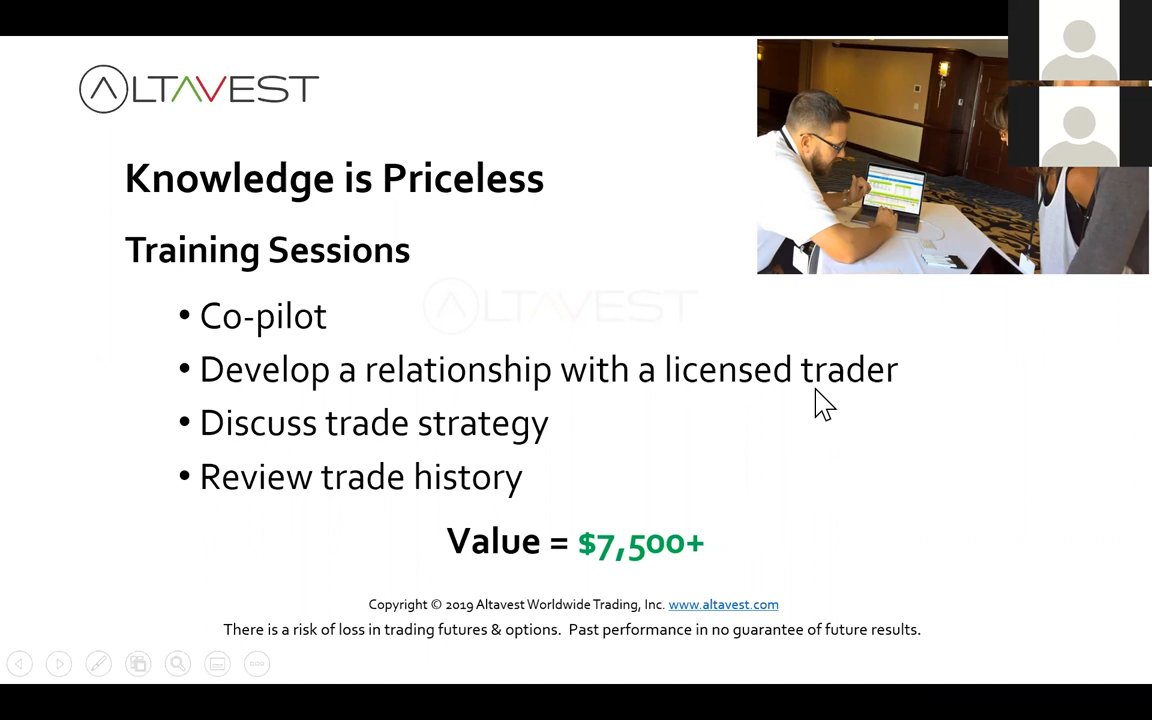 ALTAVEST
Knowledge is Priceless
Training Sessions
• Co-pilot
ALTAVEST
• Develop a relationship with a licensed trader
• Discuss trade strategy
• Review trade history
Value = $7,500+
Copyright © 2019 Altavest Worldwide Trading, Inc. www.altavest.com
There is a risk of loss in trading futures & options. Past performance in no guarantee of future results.